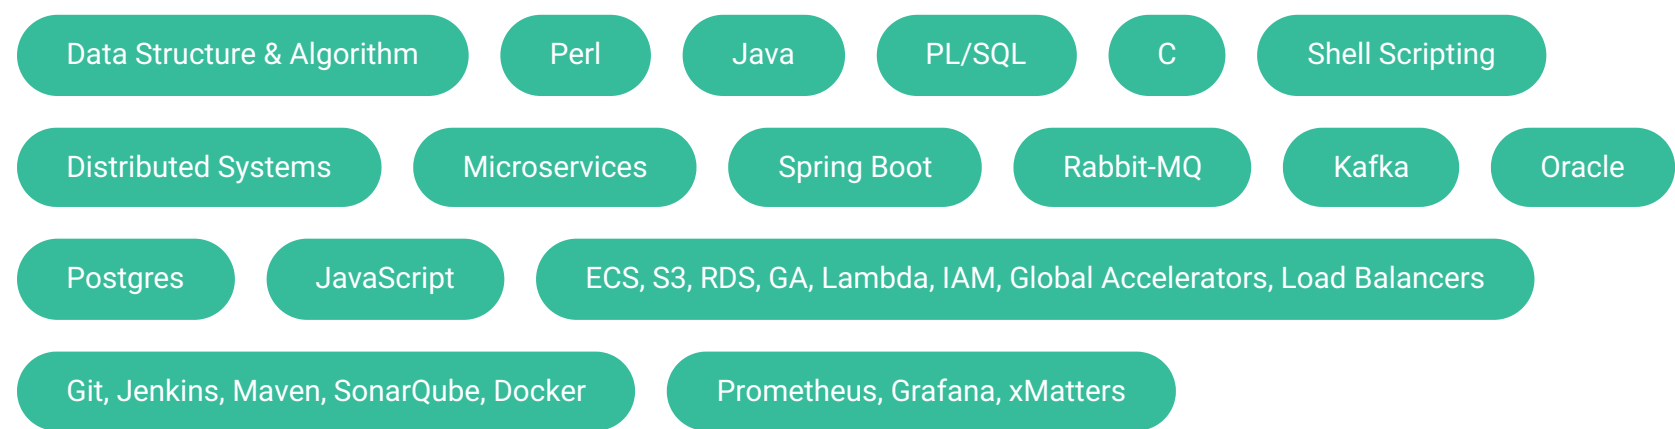 Data Structure & Algorithm Perl Java PL/SQL C Shell Scripting
Distributed Systems Microservices Spring Boot Rabbit-MQ Kafka Oracle
Postgres JavaScript ECS, S3, RDS, GA, Lambda, IAM, Global Accelerators, Load Balancers
Git, Jenkins, Maven, SonarQube, Docker Prometheus, Grafana, xMatters